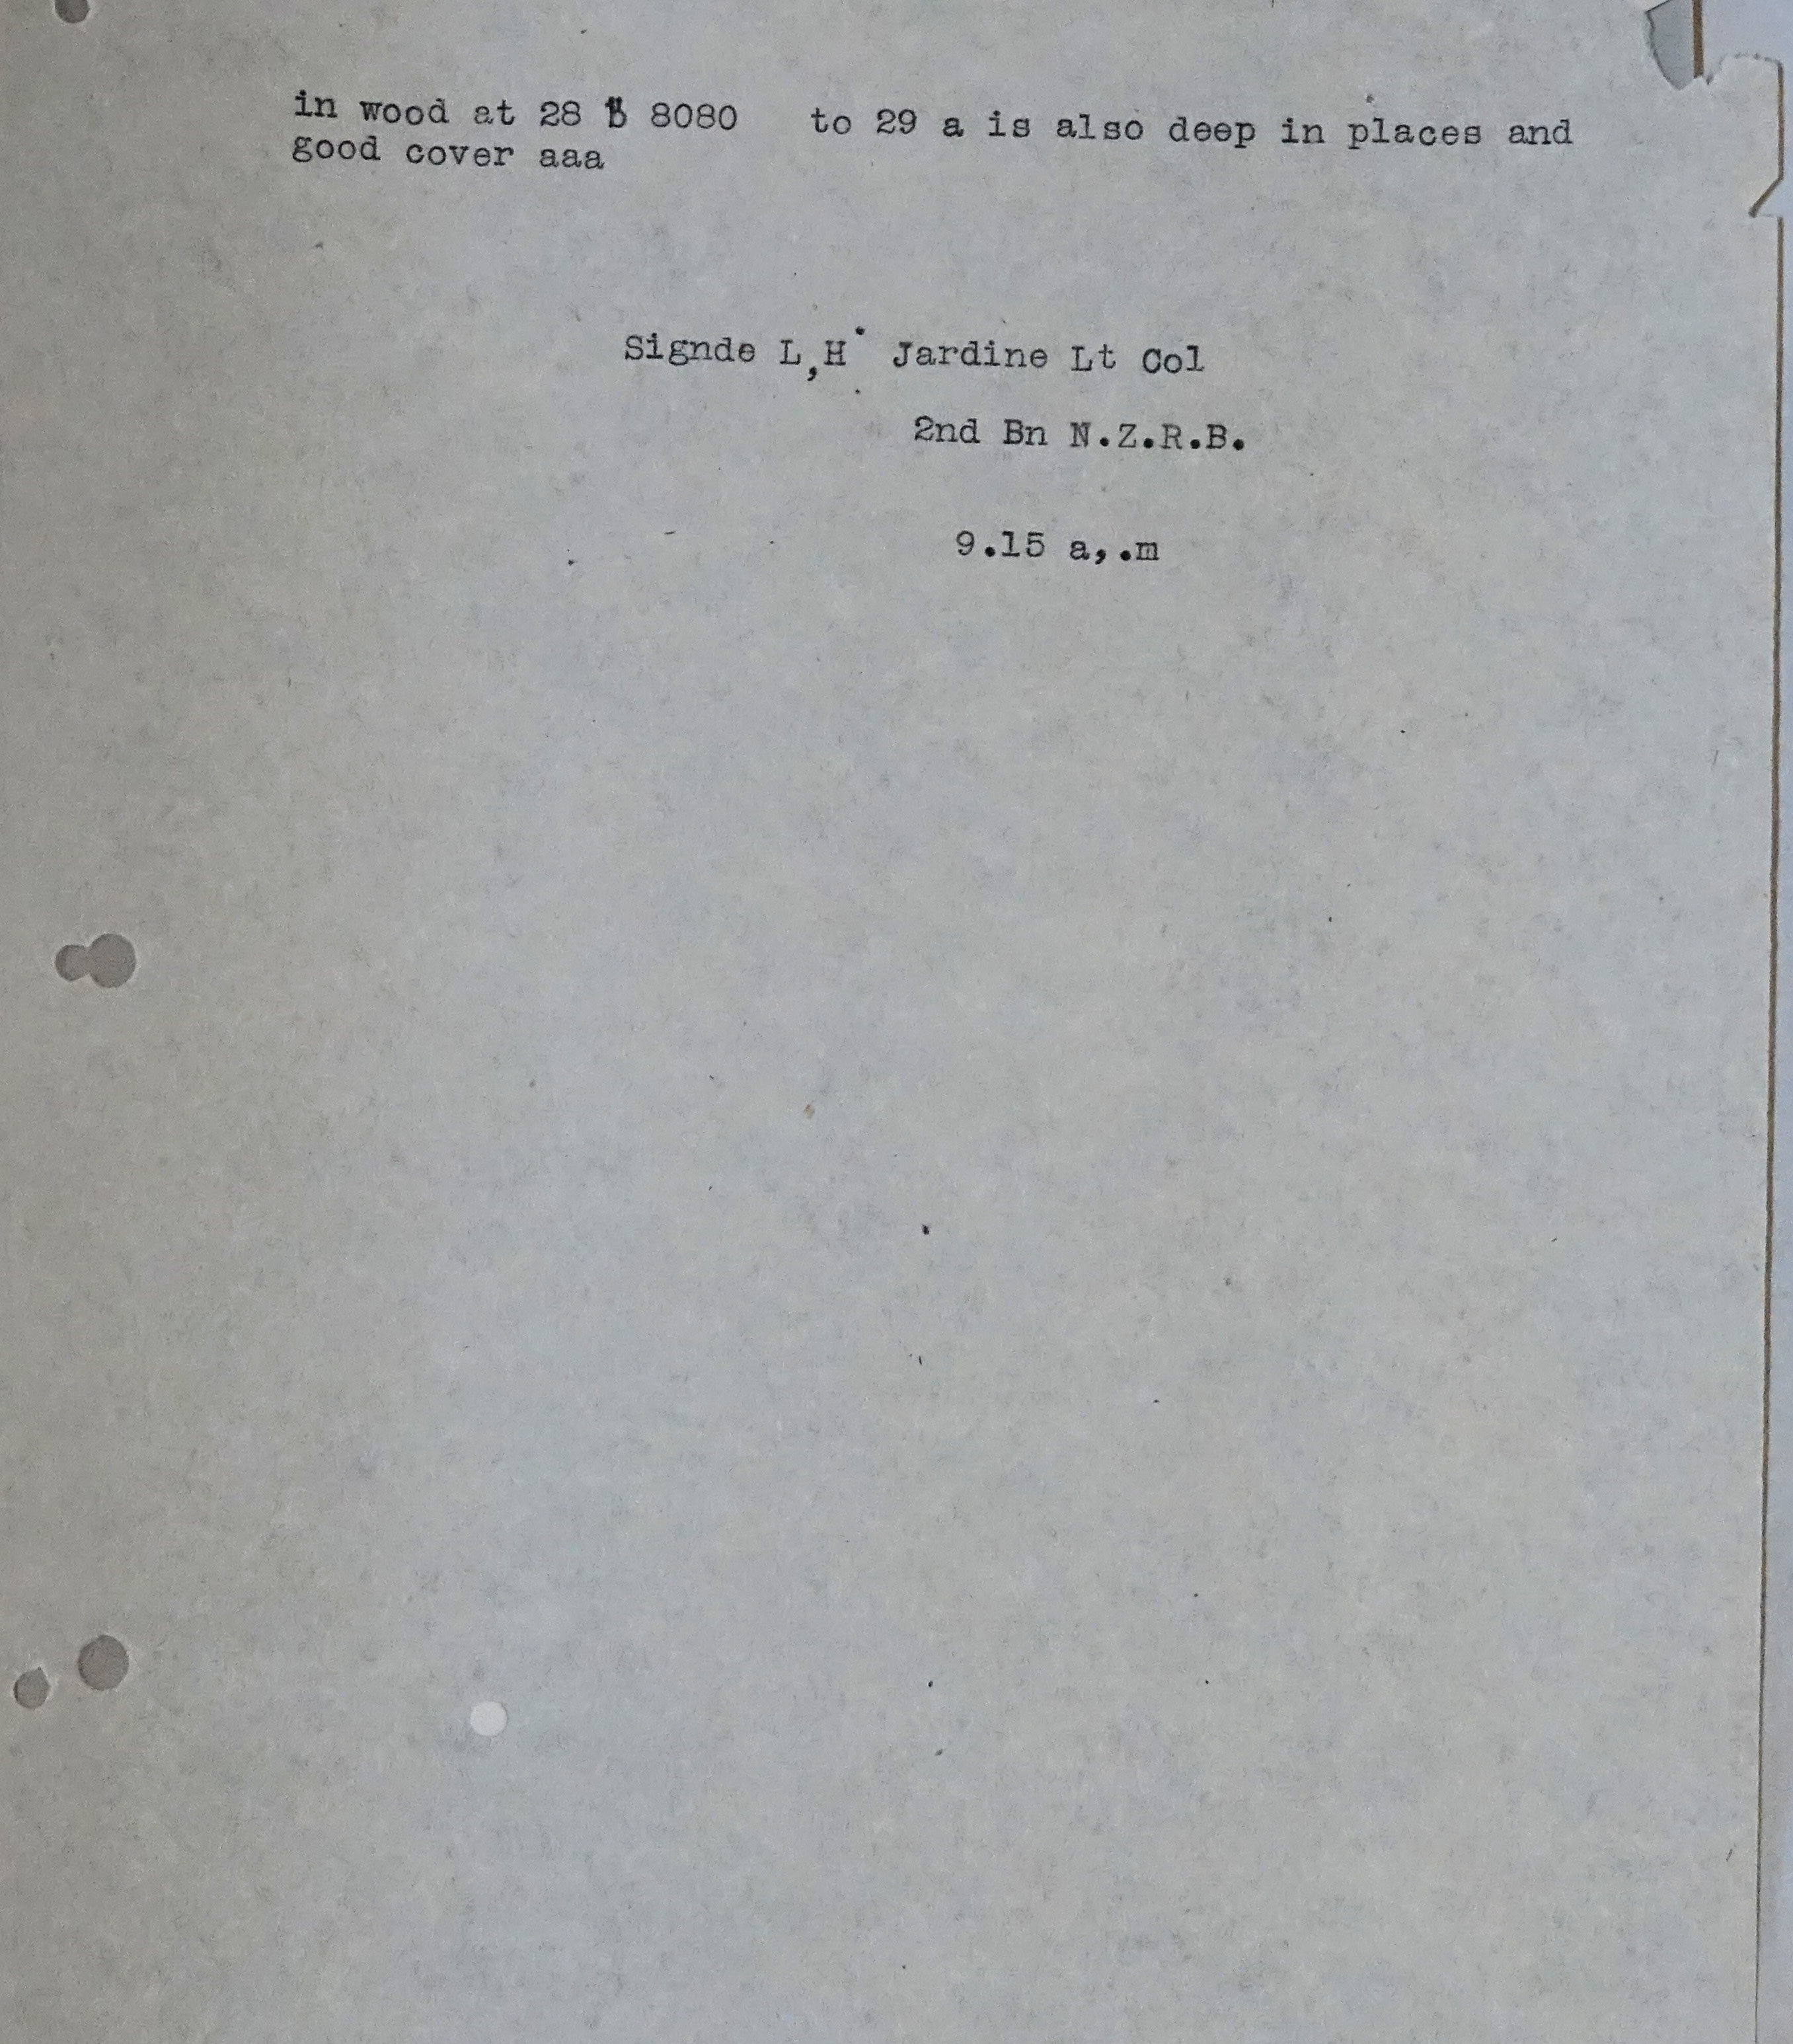 in wood at 28 B 8080 to 29 a is also deep in places and
good cover aaa
Signde L,H. Jardine Lt Col
2nd Bn N.Z.R.B.
9.15 a,.m